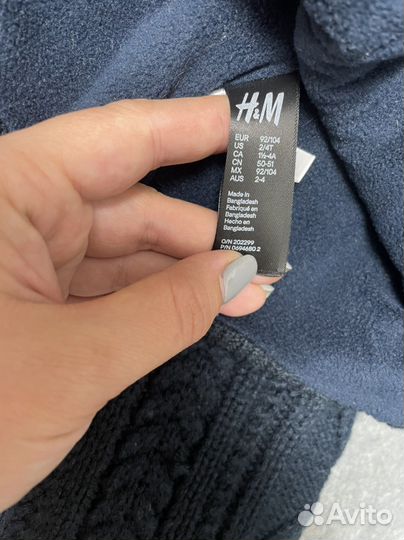 H&M
EUR 92/104
US 2/4T
CA 1½-4A
CN 50-51
MX 92/104
AUS 2-4
Made in
Bangladesh
Fabriqué en
Bangladesh
Hecho en
Bangladesh
O/N 202299
P/N 0694680 2
Avito